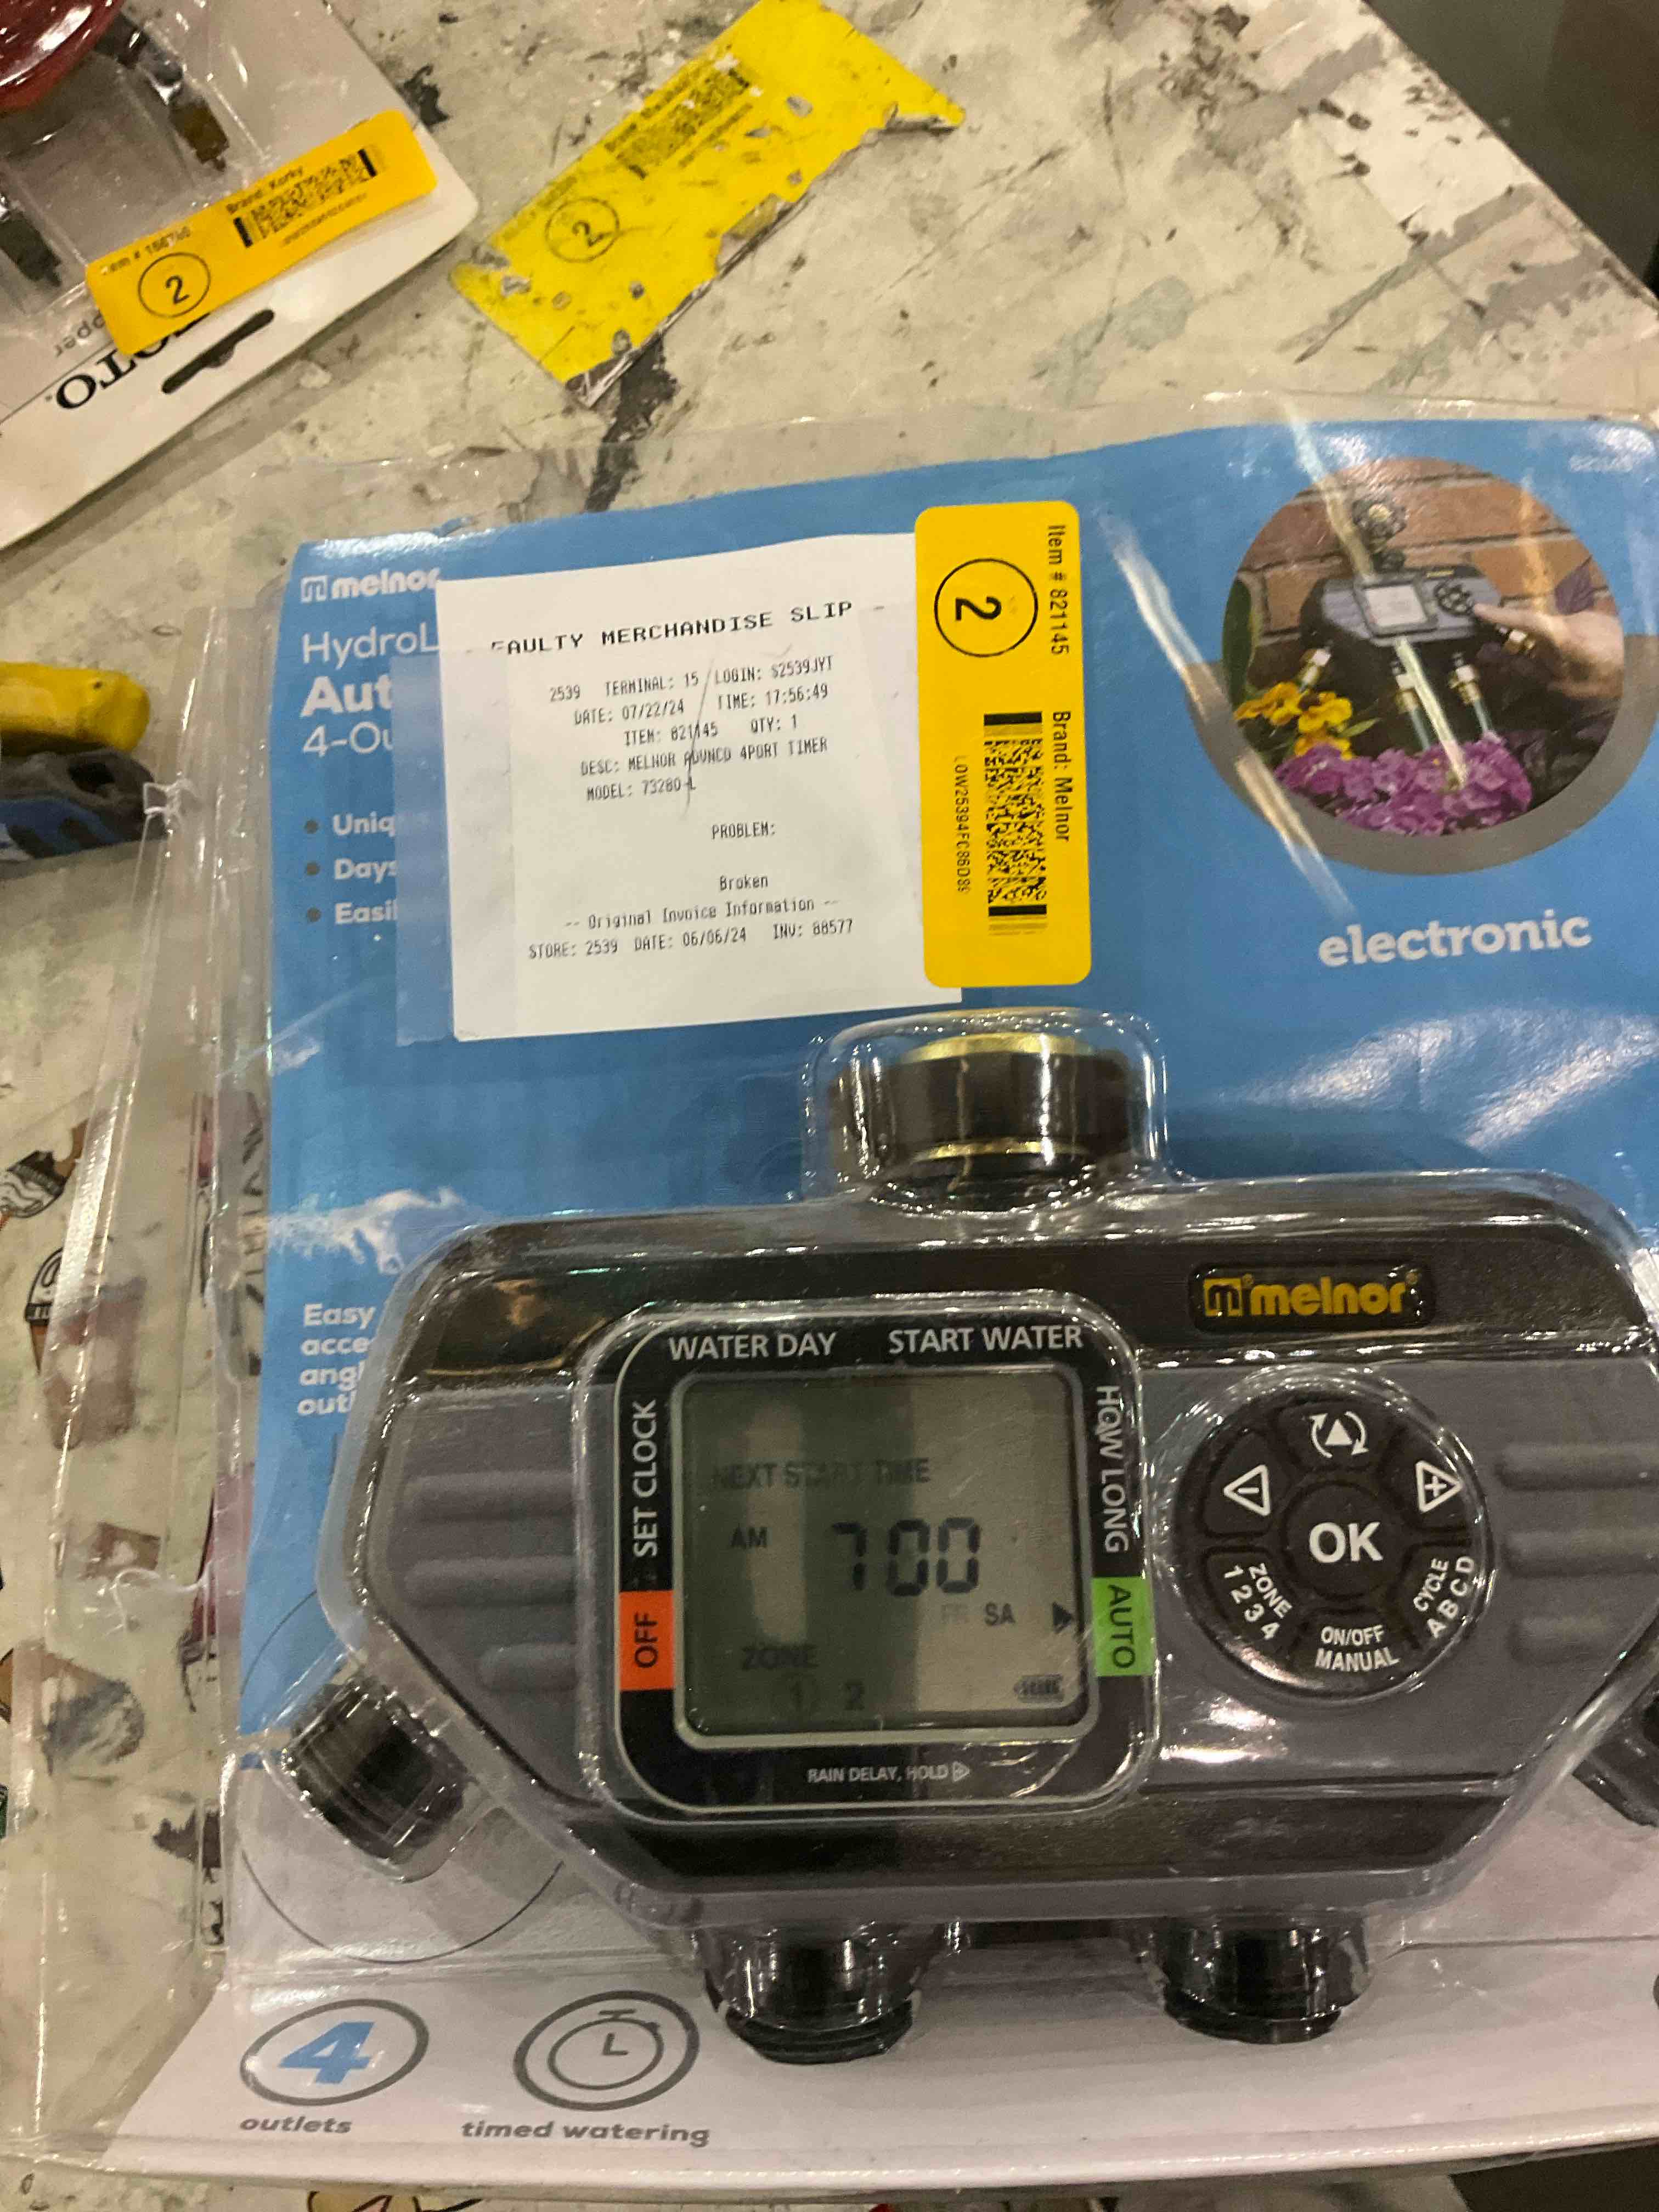 Brand: Korky
2
OTO
2
melnor
HydroL
Aut
4-Ou
Uniq
Days
Easil
FAULTY MERCHANDISE SLIP -
2539 TERMINAL: 15 LOGIN: S2539JYT
DATE: 07/22/24 TIME: 17:56:49
ITEM: 821145 QTY: 1
DESC: MELNOR ADVNCD 4PORT TIMER
MODEL: 73280-L
PROBLEM:
Broken
-- Original Invoice Information --
STORE: 2539 DATE: 06/06/24 INV: 88577
Item # 821145
2
Brand: Melnor
electronic
Easy
acce
angl
outl
melnor
WATER DAY START WATER
SET CLOCK
HOW LONG
OFF
AUTO
NEXT START TIME
AM 7 00
FR SA
ZONE
1 2
RAIN DELAY, HOLD
OK
ZONE
1 2 3 4
ON/OFF
MANUAL
CYCLE
A B C D
4
outlets
timed watering